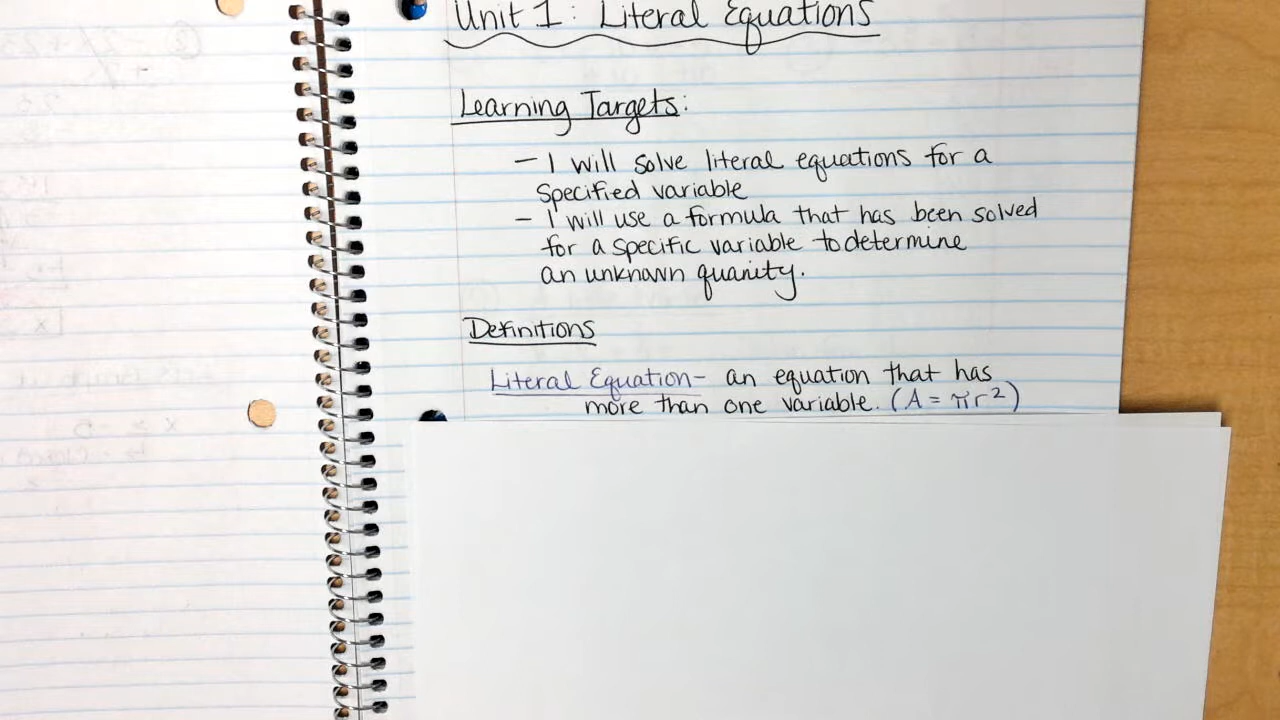 Unit 1: Literal Equations
Learning Targets:
- I will solve literal equations for a
specified variable
- I will use a formula that has been solved
for a specific variable to determine
an unknown quanity.
Definitions
Literal Equation- an equation that has
more than one variable. (A = πr²)